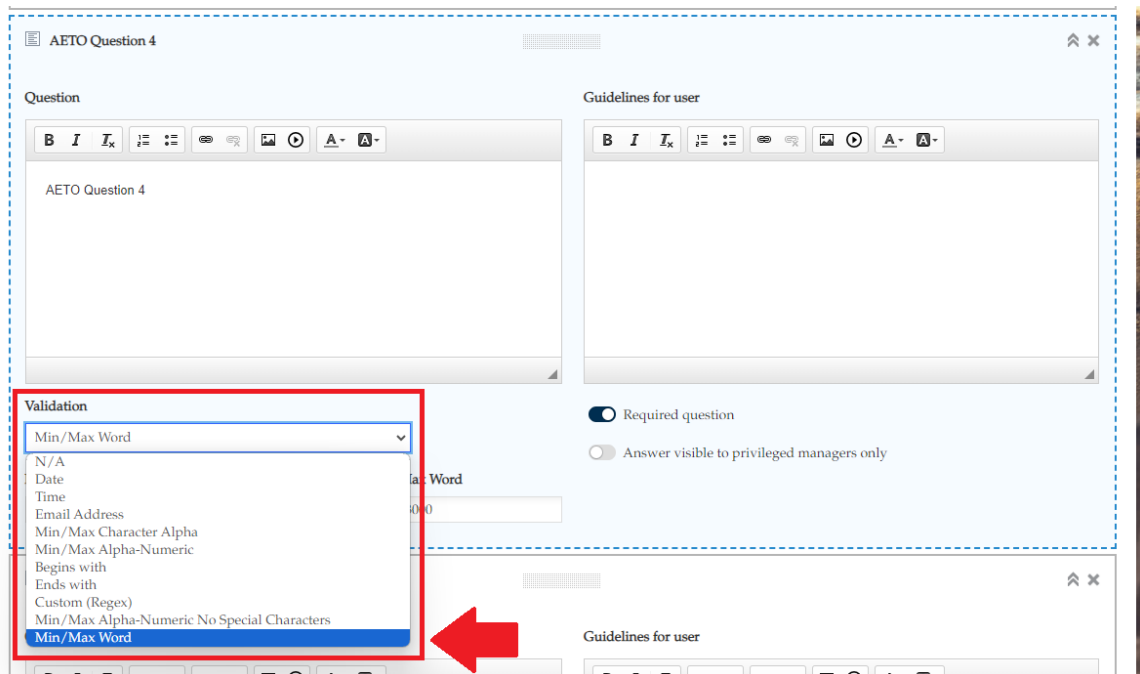 AETO Question 4
Question
Guidelines for user
AETO Question 4
Validation
Min/Max Word
N/A
Date
Time
Email Address
Min/Max Character Alpha
Min/Max Alpha-Numeric
Begins with
Ends with
Custom (Regex)
Min/Max Alpha-Numeric No Special Characters
Min/Max Word
Required question
Answer visible to privileged managers only
Word
Guidelines for user